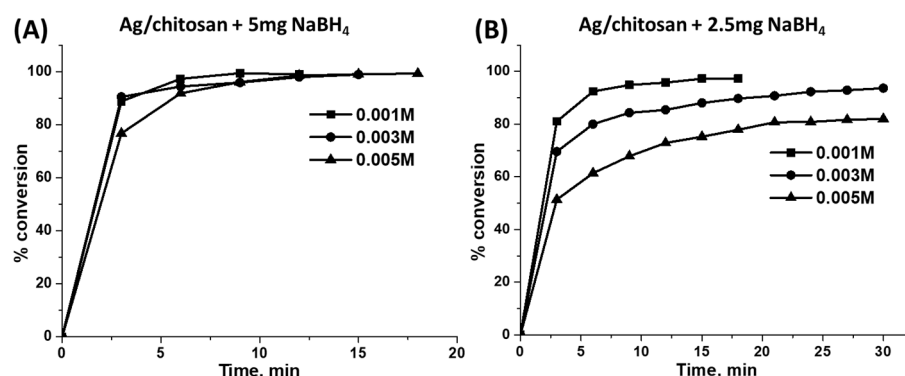 (A) Ag/chitosan + 5mg NaBH4
% conversion
100
80
60
40
20
0
0.001M
0.003M
0.005M
0 5 10 15 20
Time, min
(B) Ag/chitosan + 2.5mg NaBH4
% conversion
100
80
60
40
20
0
0.001M
0.003M
0.005M
0 5 10 15 20 25 30
Time, min